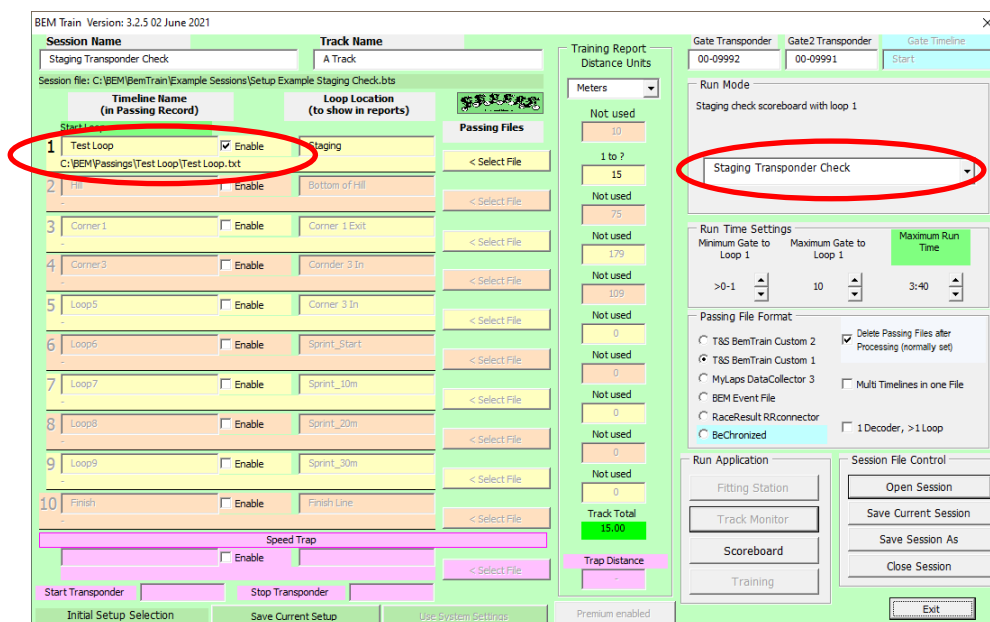 BEM Train Version: 3.2.5 02 June 2021
Session Name
Track Name
Staging Transponder Check
A Track
Session file: C:\BEM\BemTrain\Example Sessions\Setup Example Staging Check.bts
Timeline Name
(in Passing Record)
Loop Location
(to show in reports)
Passing Files
Start Loop
1 Test Loop Enable Staging
C:\BEM\Passings\Test Loop\Test Loop.txt
< Select File
2 Hill Enable Bottom of Hill
-
< Select File
3 Corner1 Enable Corner 1 Exit
-
< Select File
4 Corner3 Enable Cornder 3 In
-
< Select File
5 Loop5 Enable Corner 3 In
-
< Select File
6 Loop6 Enable Sprint_Start
-
< Select File
7 Loop7 Enable Sprint_10m
-
< Select File
8 Loop8 Enable Sprint_20m
-
< Select File
9 Loop9 Enable Sprint_30m
-
< Select File
10 Finish Enable Finish Line
-
< Select File
Speed Trap
Enable
< Select File
Start Transponder
Stop Transponder
Initial Setup Selection
Save Current Setup
Use System Settings
Training Report
Distance Units
Meters
Not used
10
1 to ?
15
Not used
75
Not used
179
Not used
109
Not used
0
Not used
0
Not used
0
Not used
0
Not used
0
Track Total
15.00
Trap Distance
-
Premium enabled
Gate Transponder
Gate2 Transponder
Gate Timeline
00-09992
00-09991
Start
Run Mode
Staging check scoreboard with loop 1
Staging Transponder Check
Run Time Settings
Minimum Gate to
Loop 1
Maximum Gate to
Loop 1
Maximum Run
Time
>0-1
10
3:40
Passing File Format
T&S BemTrain Custom 2
T&S BemTrain Custom 1
MyLaps DataCollector 3
BEM Event File
RaceResult RRconnector
BeChronized
Delete Passing Files after
Processing (normally set)
Multi Timelines in one File
1 Decoder, >1 Loop
Run Application
Fitting Station
Track Monitor
Scoreboard
Training
Session File Control
Open Session
Save Current Session
Save Session As
Close Session
Exit